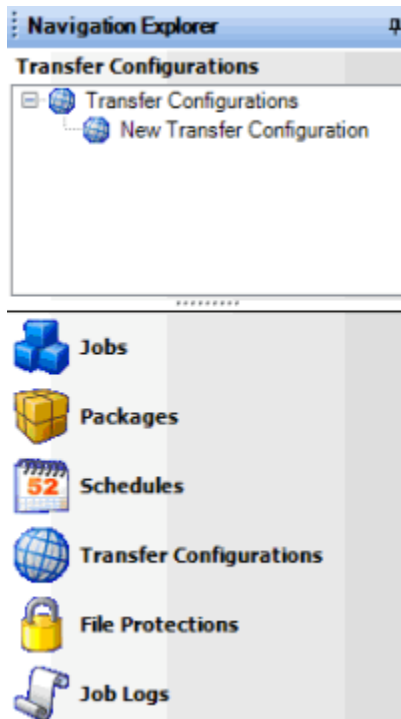 Navigation Explorer
Transfer Configurations
Transfer Configurations
New Transfer Configuration
Jobs
Packages
52
Schedules
Transfer Configurations
File Protections
Job Logs